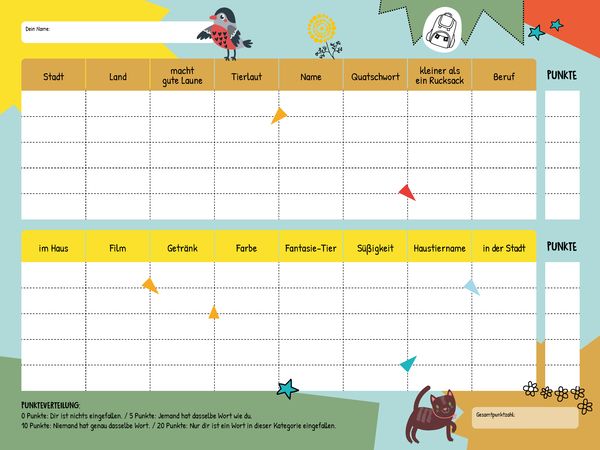 Dein Name:
Stadt
Land
macht
gute Laune
Tierlaut
Name
Quatschwort
kleiner als
ein Rucksack
Beruf
PUNKTE
im Haus
Film
Getränk
Farbe
Fantasie-Tier
Süßigkeit
Haustiername
in der Stadt
PUNKTE
PUNKTEVERTEILUNG:
0 Punkte: Dir ist nichts eingefallen. / 5 Punkte: Jemand hat dasselbe Wort wie du.
10 Punkte: Niemand hat genau dasselbe Wort. / 20 Punkte: Nur dir ist ein Wort in dieser Kategorie eingefallen.
Gesamtpunktzahl: